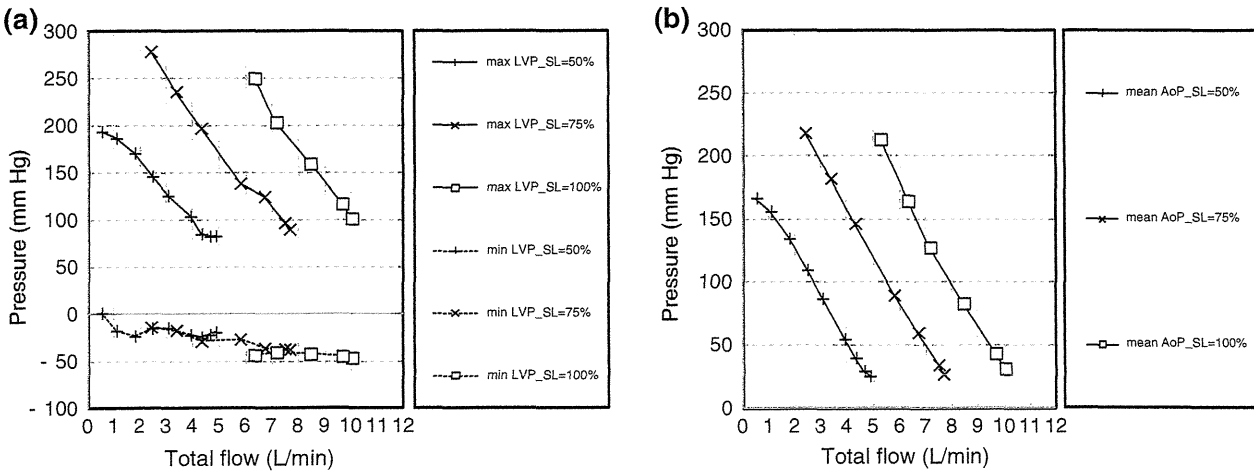 (a)
300
250
200
150
100
50
0
- 50
- 100
Pressure (mm Hg)
0 1 2 3 4 5 6 7 8 9 10 11 12
Total flow (L/min)
max LVP_SL=50%
max LVP_SL=75%
max LVP_SL=100%
min LVP_SL=50%
min LVP_SL=75%
min LVP_SL=100%
(b)
300
250
200
150
100
50
0
Pressure (mm Hg)
0 1 2 3 4 5 6 7 8 9 10 11 12
Total flow (L/min)
mean AoP_SL=50%
mean AoP_SL=75%
mean AoP_SL=100%